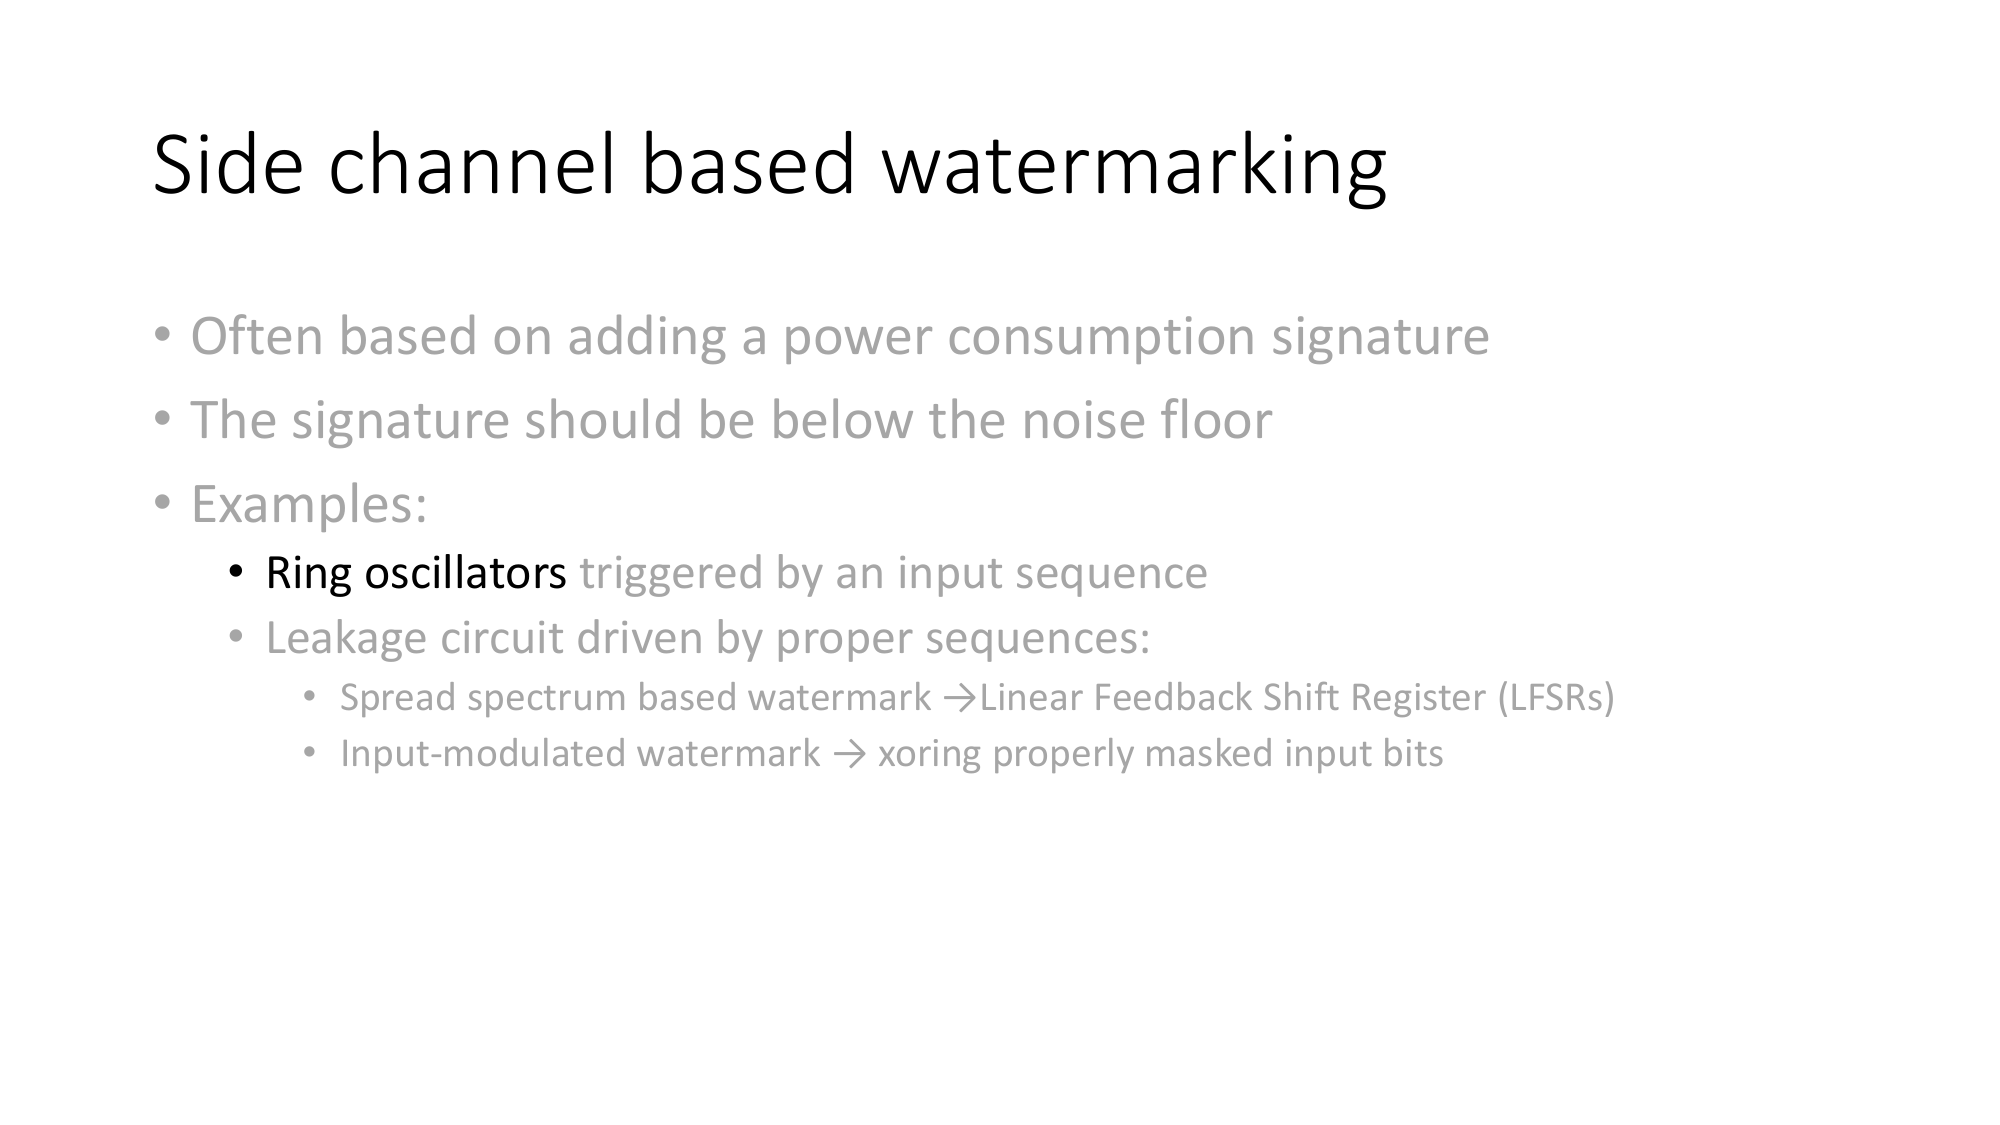 Side channel based watermarking
• Often based on adding a power consumption signature
• The signature should be below the noise floor
• Examples:
• Ring oscillators triggered by an input sequence
• Leakage circuit driven by proper sequences:
• Spread spectrum based watermark →Linear Feedback Shift Register (LFSRs)
• Input-modulated watermark → xoring properly masked input bits